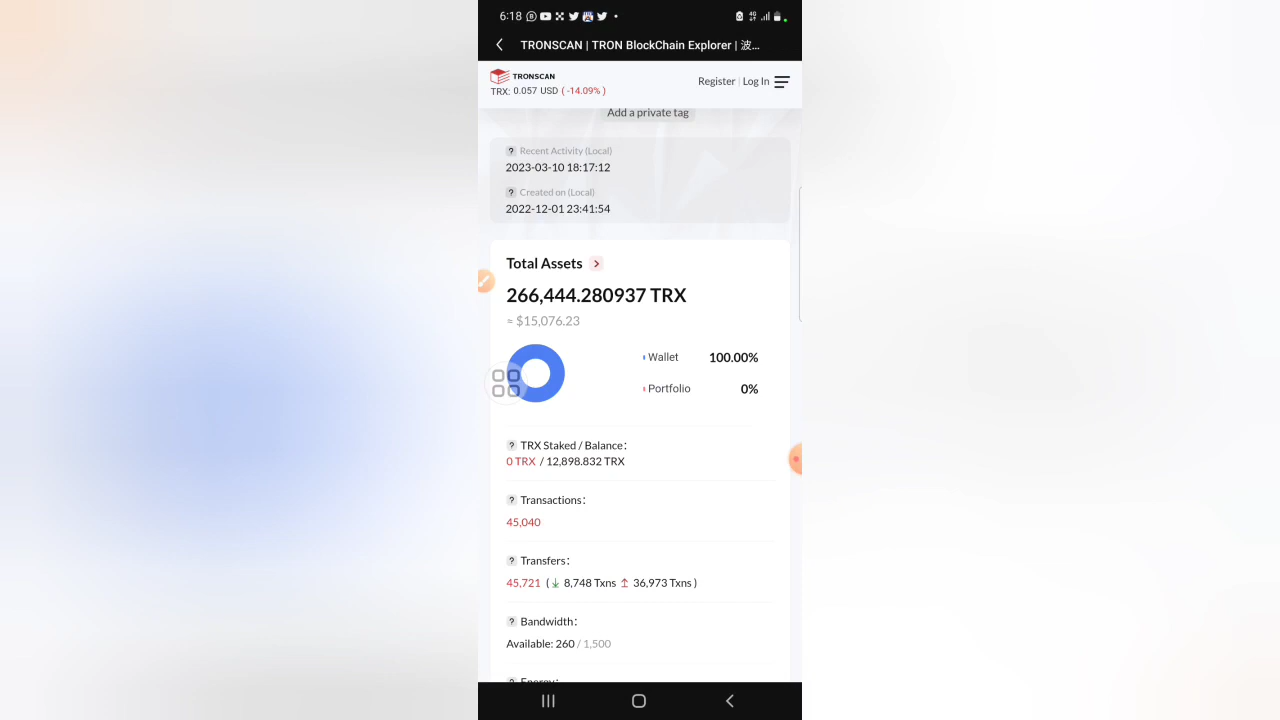 6:18
4G
TRONSCAN | TRON BlockChain Explorer | 波...
TRONSCAN
TRX: 0.057 USD ( -14.09% )
Register | Log In
Add a private tag
? Recent Activity (Local)
2023-03-10 18:17:12
? Created on (Local)
2022-12-01 23:41:54
Total Assets >
266,444.280937 TRX
≈ $15,076.23
Wallet 100.00%
Portfolio 0%
? TRX Staked / Balance:
0 TRX / 12,898.832 TRX
? Transactions:
45,040
? Transfers:
45,721 ( ↓ 8,748 Txns ↑ 36,973 Txns )
? Bandwidth:
Available: 260 / 1,500
? Energy: